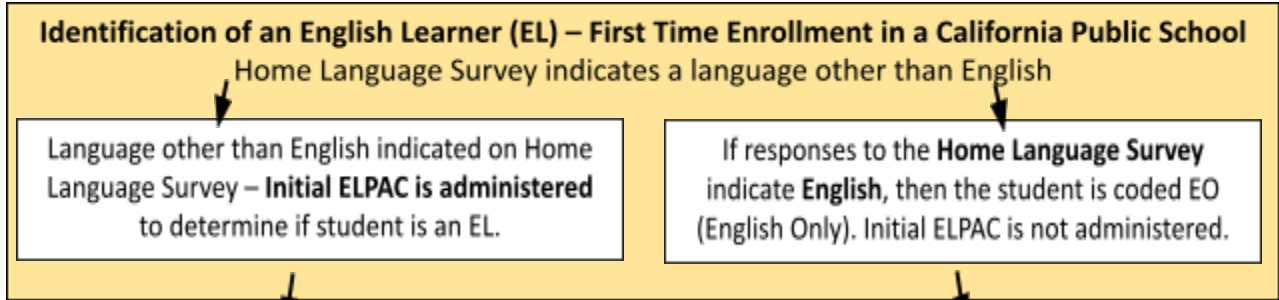 Identification of an English Learner (EL) – First Time Enrollment in a California Public School
Home Language Survey indicates a language other than English
Language other than English indicated on Home
Language Survey – Initial ELPAC is administered
to determine if student is an EL.
If responses to the Home Language Survey
indicate English, then the student is coded EO
(English Only). Initial ELPAC is not administered.